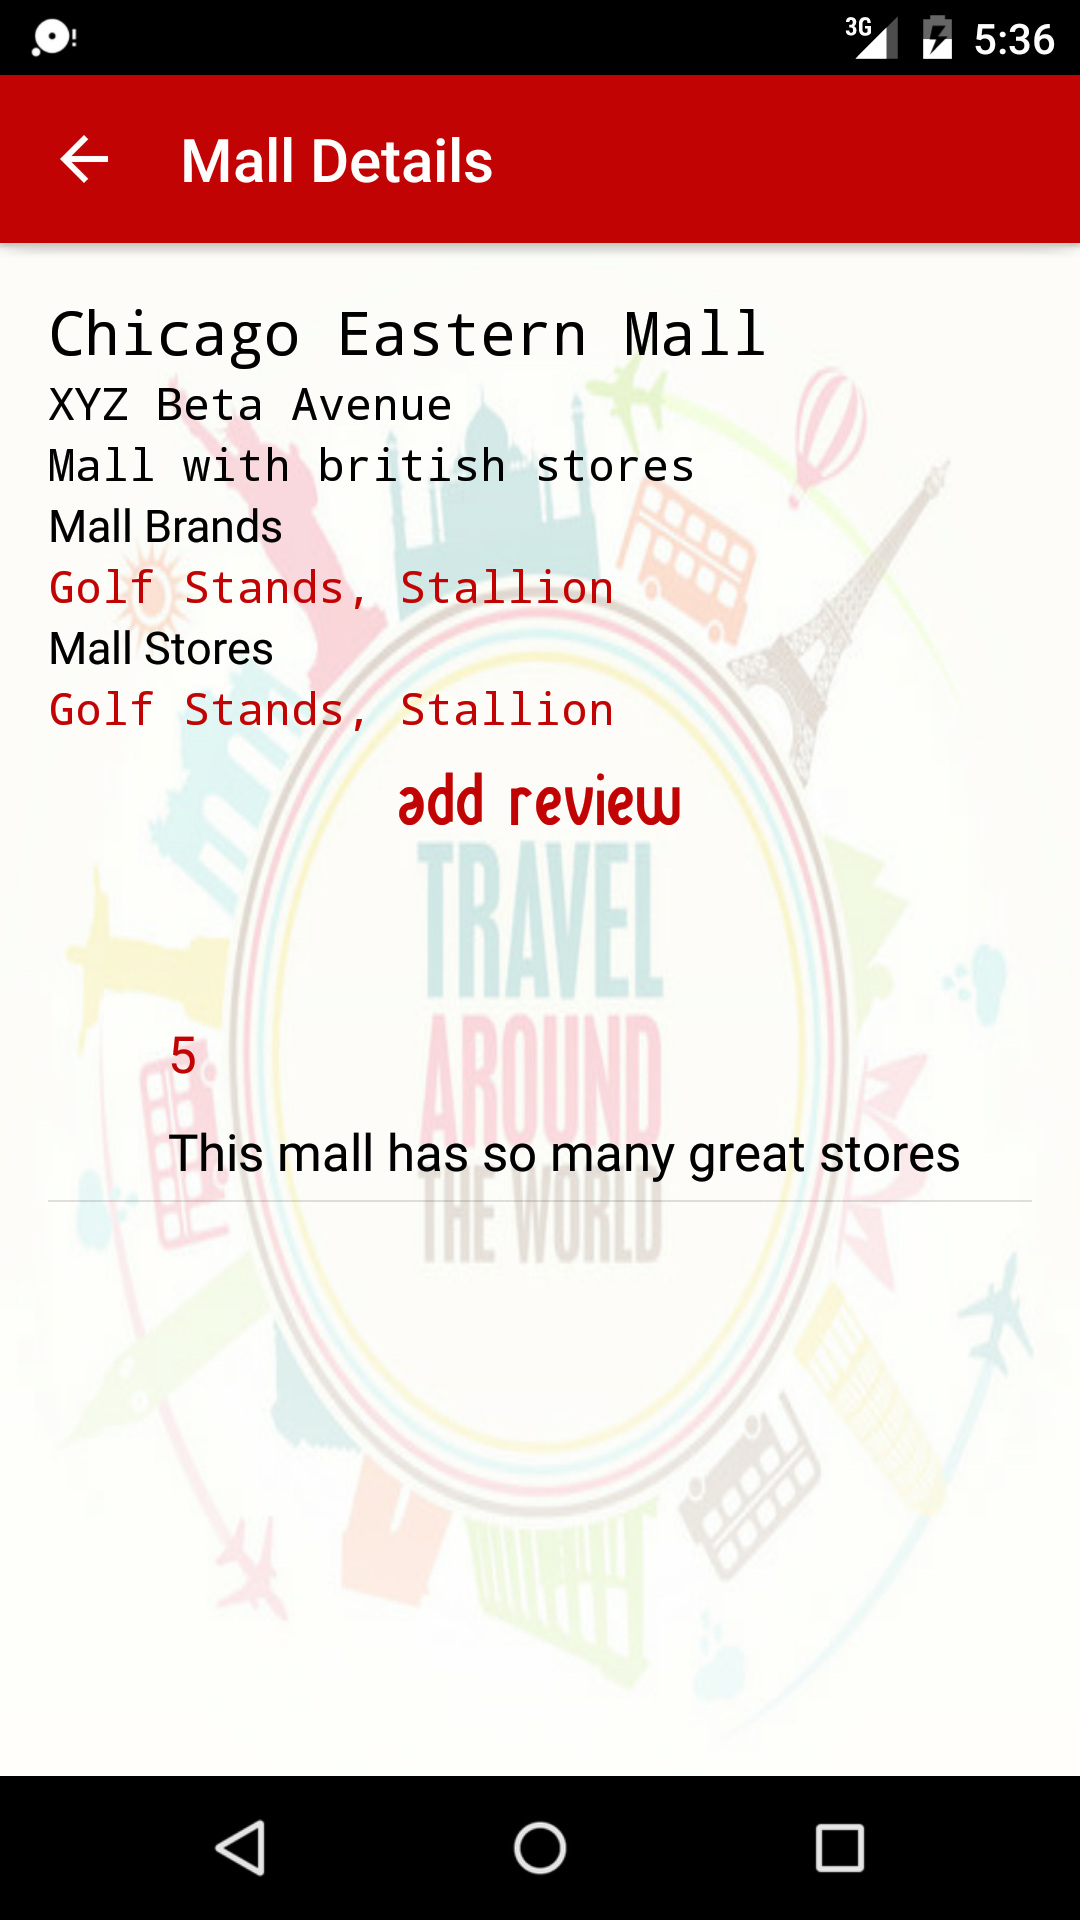 3G 5:36
Mall Details
Chicago Eastern Mall
XYZ Beta Avenue
Mall with british stores
Mall Brands
Golf Stands, Stallion
Mall Stores
Golf Stands, Stallion
add review
TRAVEL
AROUND
5
This mall has so many great stores
THE WORLD